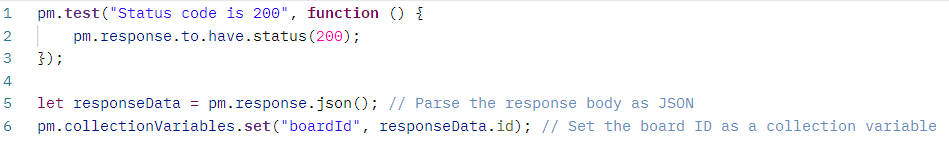 1 pm.test("Status code is 200", function () {
2     pm.response.to.have.status(200);
3 });
4
5 let responseData = pm.response.json(); // Parse the response body as JSON
6 pm.collectionVariables.set("boardId", responseData.id); // Set the board ID as a collection variable